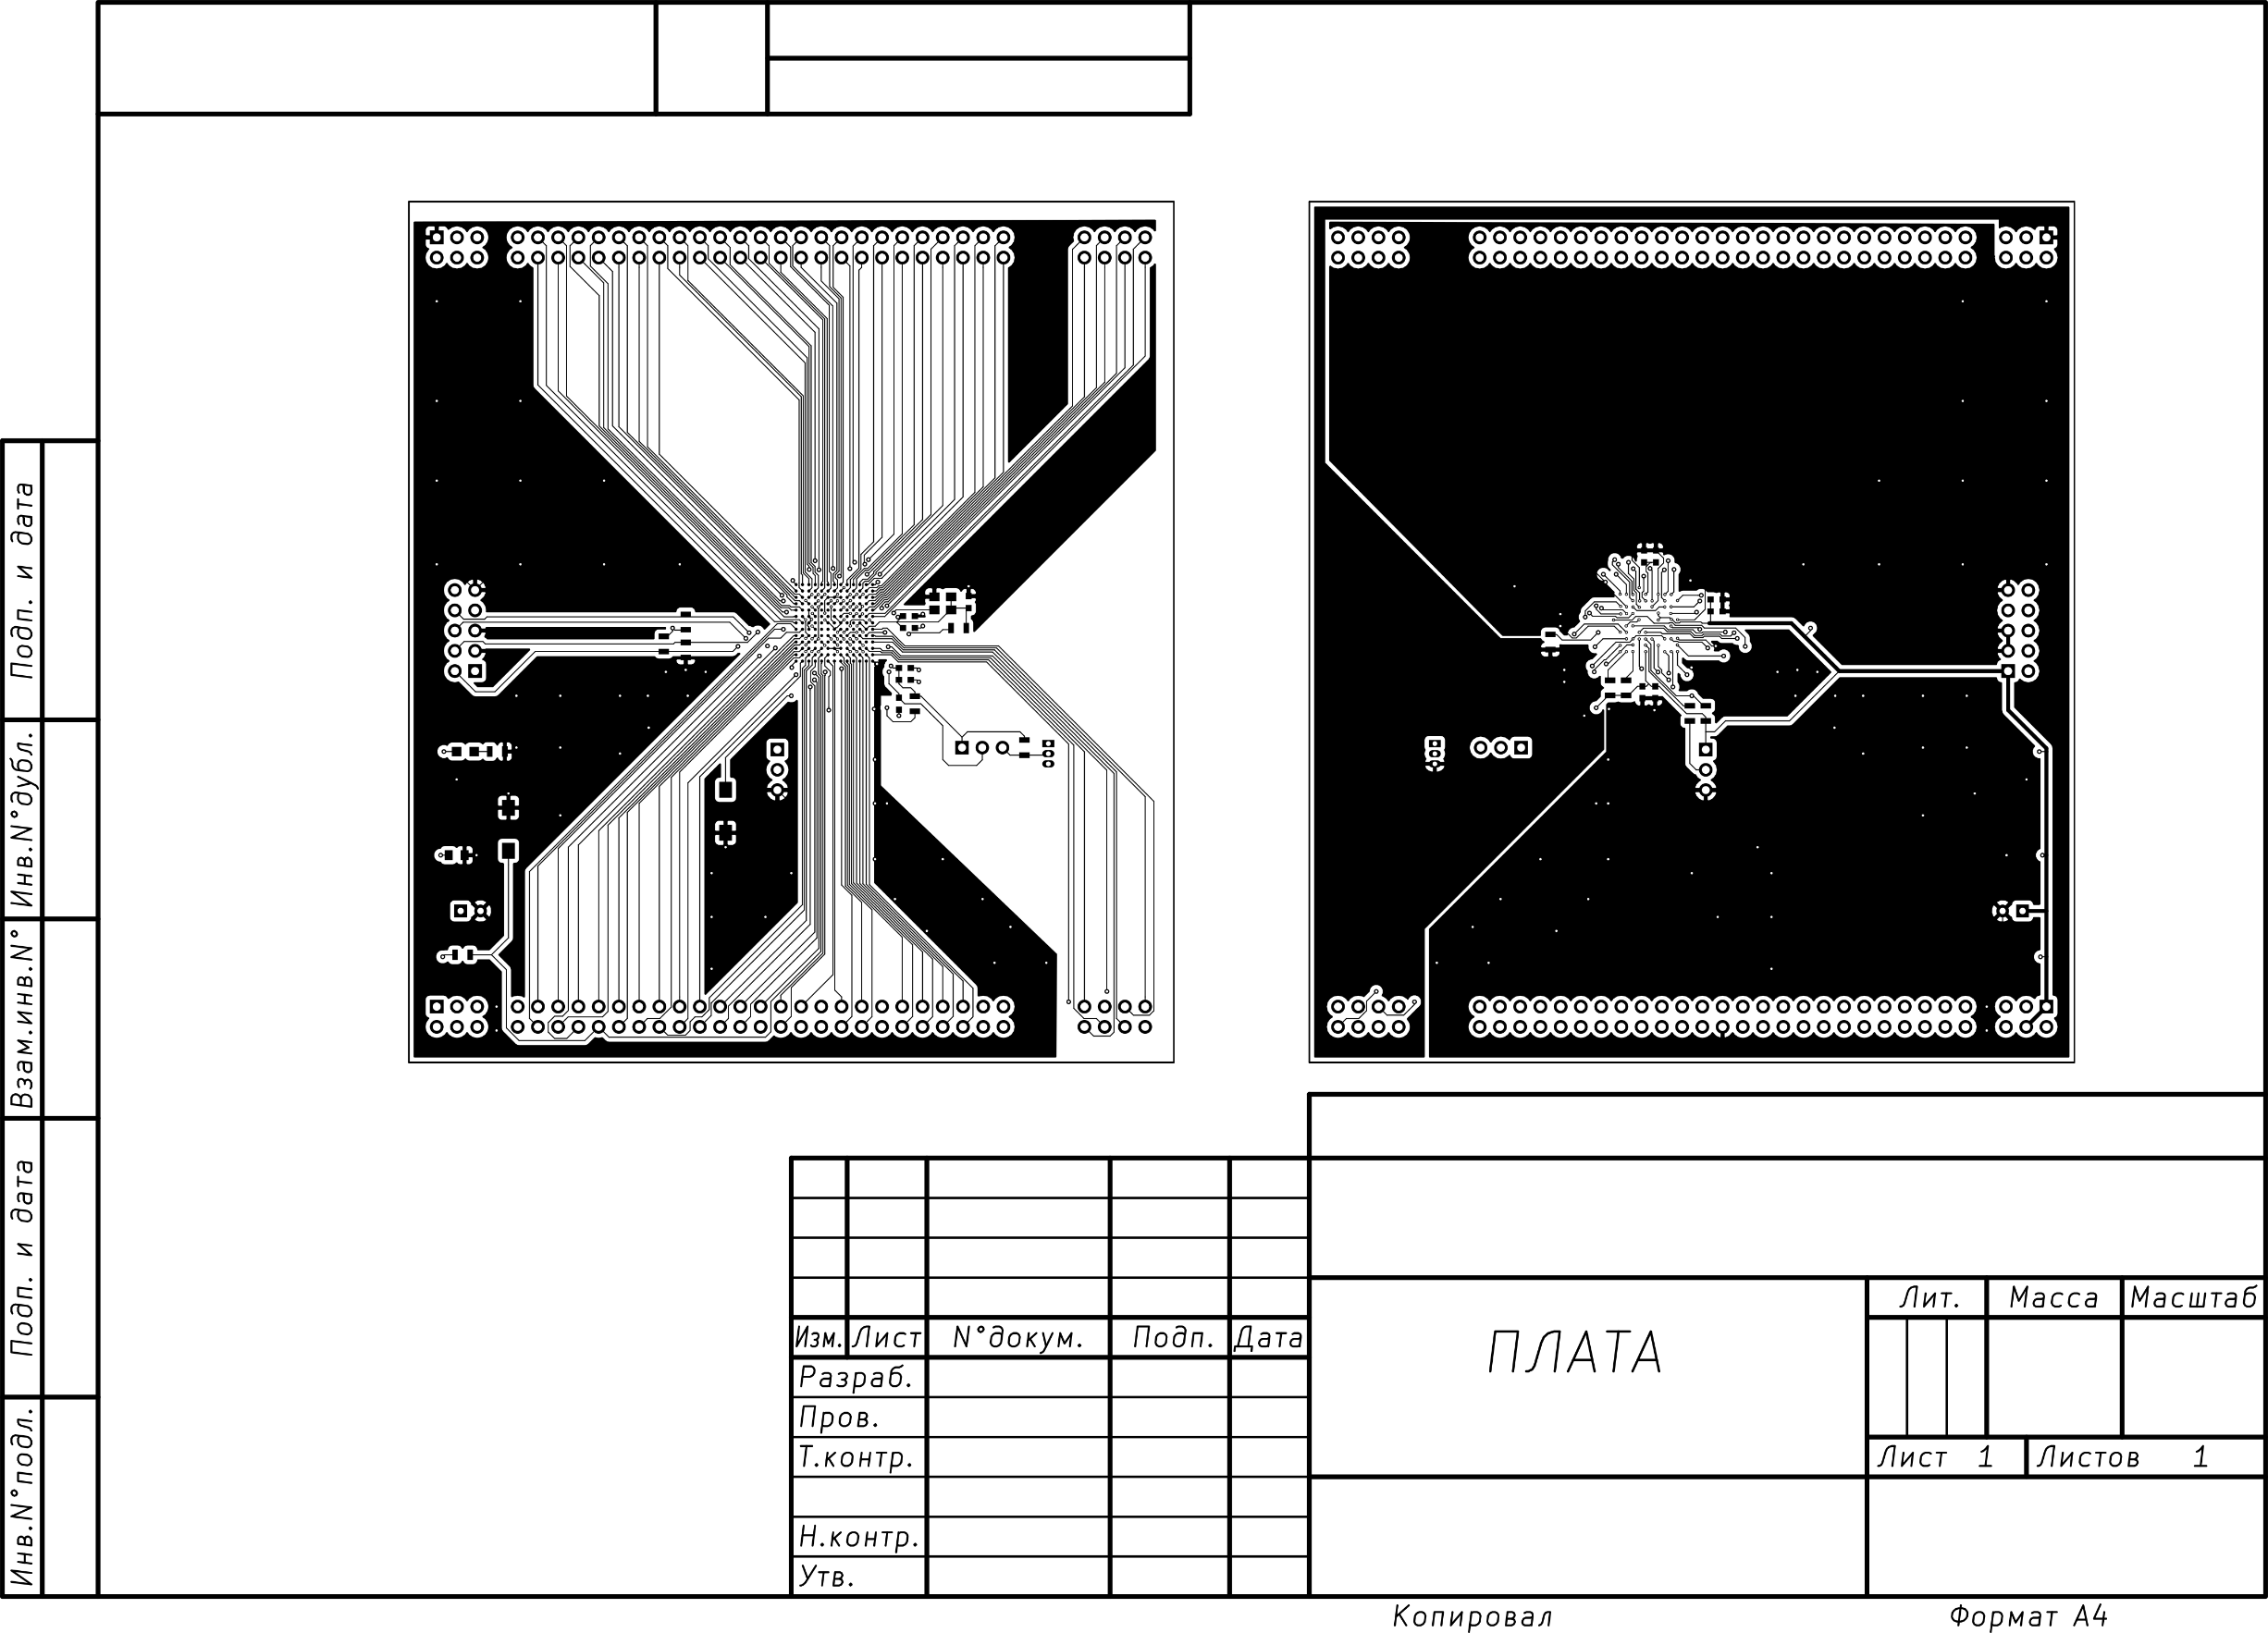 Подп. и дата
Инв.N°дубл.
Взам.инв.N°
Подп. и дата
Инв.N°подл.
Изм. Лист N°докум. Подп. Дата
Разраб.
Пров.
Т.контр.
Н.контр.
Утв.
ПЛАТА
Лит. Масса Масштаб
Лист 1 Листов 1
Копировал Формат А4